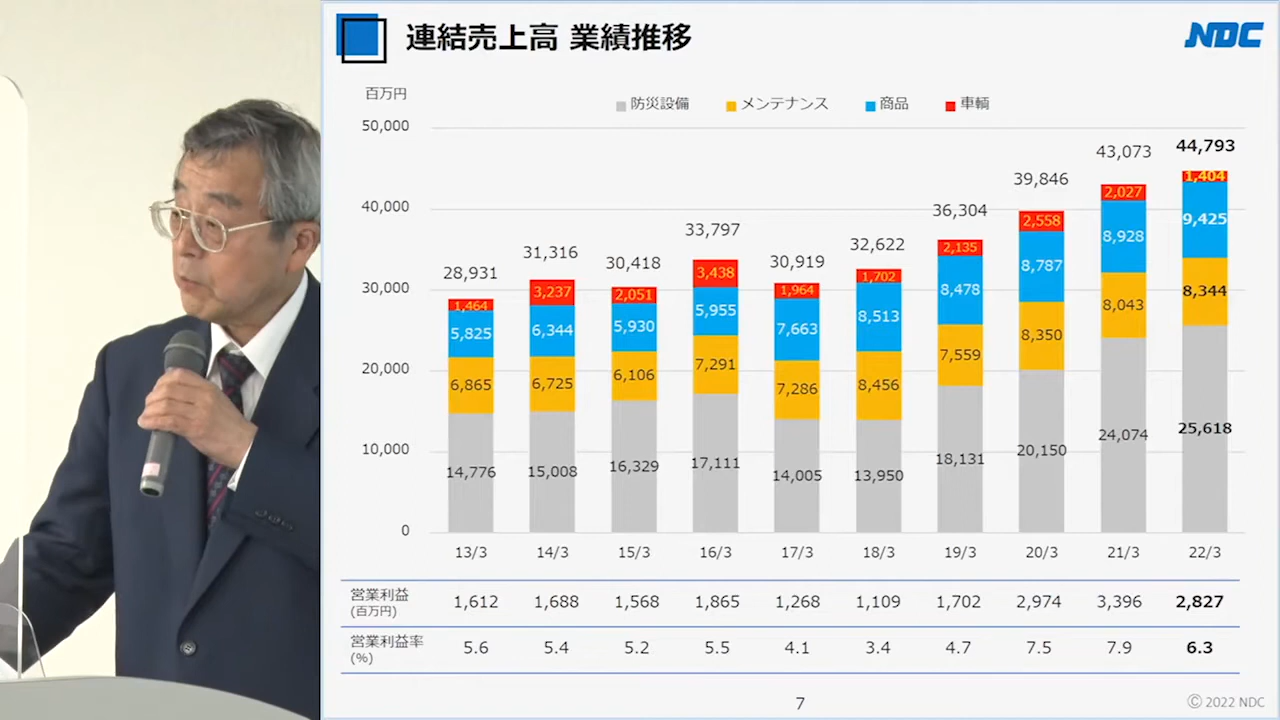 連結売上高 業績推移
NDC
百万円
防災設備 メンテナンス 商品 車輌
50,000
40,000
30,000
20,000
10,000
0
28,931 31,316 30,418 33,797 30,919 32,622 36,304 39,846 43,073 44,793
1,464 3,237 2,051 3,438 1,964 1,702 2,135 2,558 2,027 1,404
5,825 6,344 5,930 5,955 7,663 8,513 8,478 8,787 8,928 9,425
6,865 6,725 6,106 7,291 7,286 8,456 7,559 8,350 8,043 8,344
14,776 15,008 16,329 17,111 14,005 13,950 18,131 20,150 24,074 25,618
13/3 14/3 15/3 16/3 17/3 18/3 19/3 20/3 21/3 22/3
営業利益
(百万円)
1,612 1,688 1,568 1,865 1,268 1,109 1,702 2,974 3,396 2,827
営業利益率
(%)
5.6 5.4 5.2 5.5 4.1 3.4 4.7 7.5 7.9 6.3
7
Ⓒ 2022 NDC